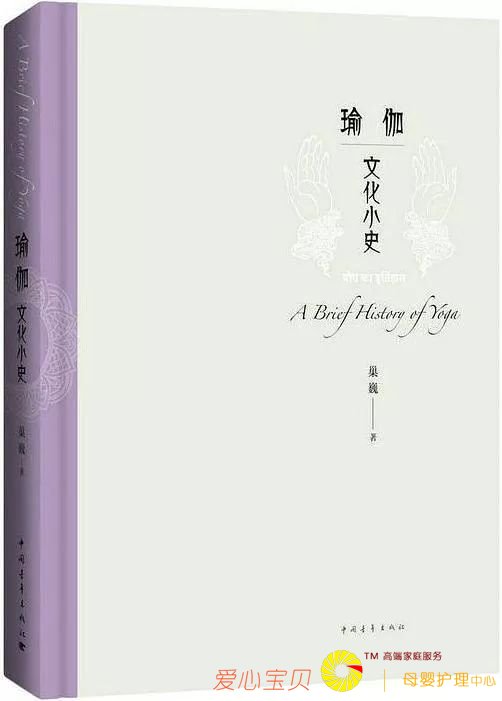 A Brief History of Yoga
瑜伽
文化小史
巢巍
著
中国青年出版社
瑜伽
文化小史
योग का इतिहास
A Brief History of Yoga
巢巍
著
中国青年出版社
爱心宝贝
TM 高端家庭服务
母婴护理中心